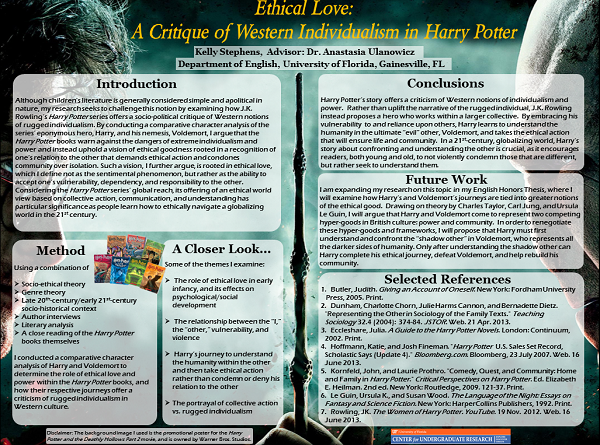 Ethical Love:
A Critique of Western Individualism in Harry Potter
Kelly Stephens,  Advisor: Dr. Anastasia Ulanowicz
Department of English, University of Florida, Gainesville, FL
Introduction
Although children's literature is generally considered simple and apolitical in
nature, my research seeks to challenge this notion by examining how J.K.
Rowling's Harry Potter series offers a socio-political critique of Western notions
of rugged individualism. By conducting a comparative character analysis of the
series' eponymous hero, Harry, and his nemesis, Voldemort, I argue that the
Harry Potter books warn against the dangers of extreme individualism and
power and instead uphold a vision of ethical goodness rooted in a recognition of
one's relation to the other that demands ethical action and condones
community over isolation. Such a vision, I further argue, is rooted in ethical love,
which I define not as the sentimental phenomenon, but rather as the ability to
accept one's vulnerability, dependency, and responsibility to the other.
Considering the Harry Potter series' global reach, its offering of an ethical world
view based on collective action, communication, and understanding has
particular significance as people learn how to ethically navigate a globalizing
world in the 21st century.
Method
Using a combination of
Socio-ethical theory
Genre theory
Late 20th-century/early 21st-century
socio-historical context
Author interviews
Literary analysis
A close reading of the Harry Potter
books themselves
I conducted a comparative character
analysis of Harry and Voldemort to
determine the role of ethical love and
power within the Harry Potter books, and
how their respective journeys offer a
criticism of rugged individualism in
Western culture.
A Closer Look...
Some of the themes I examine:
The role of ethical love in early
infancy, and its effects on
psychological/social
development
The relationship between the "I,"
the "other," vulnerability, and
violence
Harry's journey to understand
the humanity within the other
and then take ethical action
rather than condemn or deny his
relation to the other
The portrayal of collective action
vs. rugged individualism
Disclaimer: The background image I used is the promotional poster for the Harry
Potter and the Deathly Hallows Part 2 movie, and is owned by Warner Bros. Studios.
Conclusions
Harry Potter's story offers a criticism of Western notions of individualism and
power.  Rather than uplift the narrative of the rugged individual, J.K. Rowling
instead proposes a hero who works within a larger collective.  By embracing his
vulnerability  to and reliance upon others, Harry learns to understand the
humanity in the ultimate "evil" other, Voldemort, and takes the ethical action
that will ensure life and community.  In a 21st-century, globalizing world, Harry's
story about confronting and understanding the other is crucial, as it encourages
readers, both young and old, to not violently condemn those that are different,
but rather seek to understand them.
Future Work
I am expanding my research on this topic in my English Honors Thesis, where I
will examine how Harry's and Voldemort's journeys are tied into greater notions
of the ethical good.  Drawing on theory by Charles Taylor, Carl Jung, and Ursula
Le Guin, I will argue that Harry and Voldemort come to represent two competing
hyper-goods in British culture: power and community.  In order to renegotiate
these hyper-goods and frameworks, I will propose that Harry must first
understand and confront the "shadow other" in Voldemort, who represents all
the darker sides of humanity.  Only after understanding the shadow other can
Harry complete his ethical journey, defeat Voldemort, and help rebuild his
community.
Selected References
1. Butler, Judith. Giving an Account of Oneself. New York: Fordham University
Press, 2005. Print.
2. Dunham, Charlotte Chorn, Julie Harms Cannon, and Bernadette Dietz.
"Representing the Other in Sociology of the Family Texts."  Teaching
Sociology 32.4 (2004): 374-84. JSTOR. Web. 21 Apr. 2013.
3. Eccleshare, Julia. A Guide to the Harry Potter Novels. London: Continuum,
2002. Print.
4. Hoffmann, Katie, and Josh Fineman. "Harry Potter U.S. Sales Set Record,
Scholastic Says (Update 4)." Bloomberg.com. Bloomberg, 23 July 2007. Web. 16
June 2013.
5. Kornfeld, John, and Laurie Prothro. "Comedy, Quest, and Community: Home
and Family in Harry Potter." Critical Perspectives on Harry Potter. Ed. Elizabeth
E. Heilman. 2nd ed. New York: Routledge, 2009. 121-37. Print.
6. Le Guin, Ursula K., and Susan Wood. The Language of the Night: Essays on
Fantasy and Science Fiction. New York: HarperCollins Publishers, 1992. Print.
7. Rowling, JK. The Women of Harry Potter. YouTube. 19 Nov. 2012.  Web. 16
June 2013.
CENTER FOR UNDERGRADUATE RESEARCH